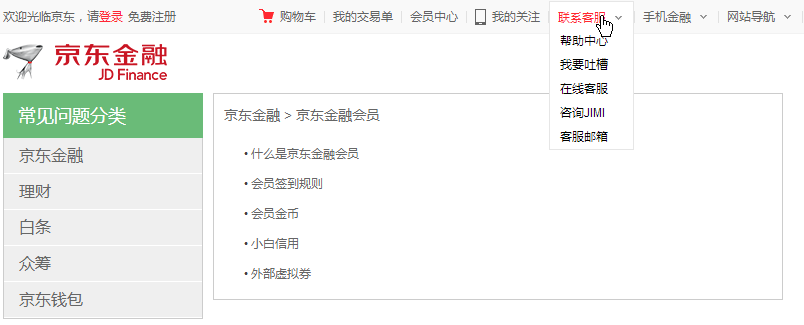 欢迎光临京东，请登录 免费注册 购物车 我的交易单 会员中心 我的关注 联系客服 手机金融 网站导航
帮助中心
我要吐槽
在线客服
咨询JIMI
客服邮箱
京东金融
JD Finance
常见问题分类
京东金融
理财
白条
众筹
京东钱包
京东金融 > 京东金融会员
• 什么是京东金融会员
• 会员签到规则
• 会员金币
• 小白信用
• 外部虚拟券